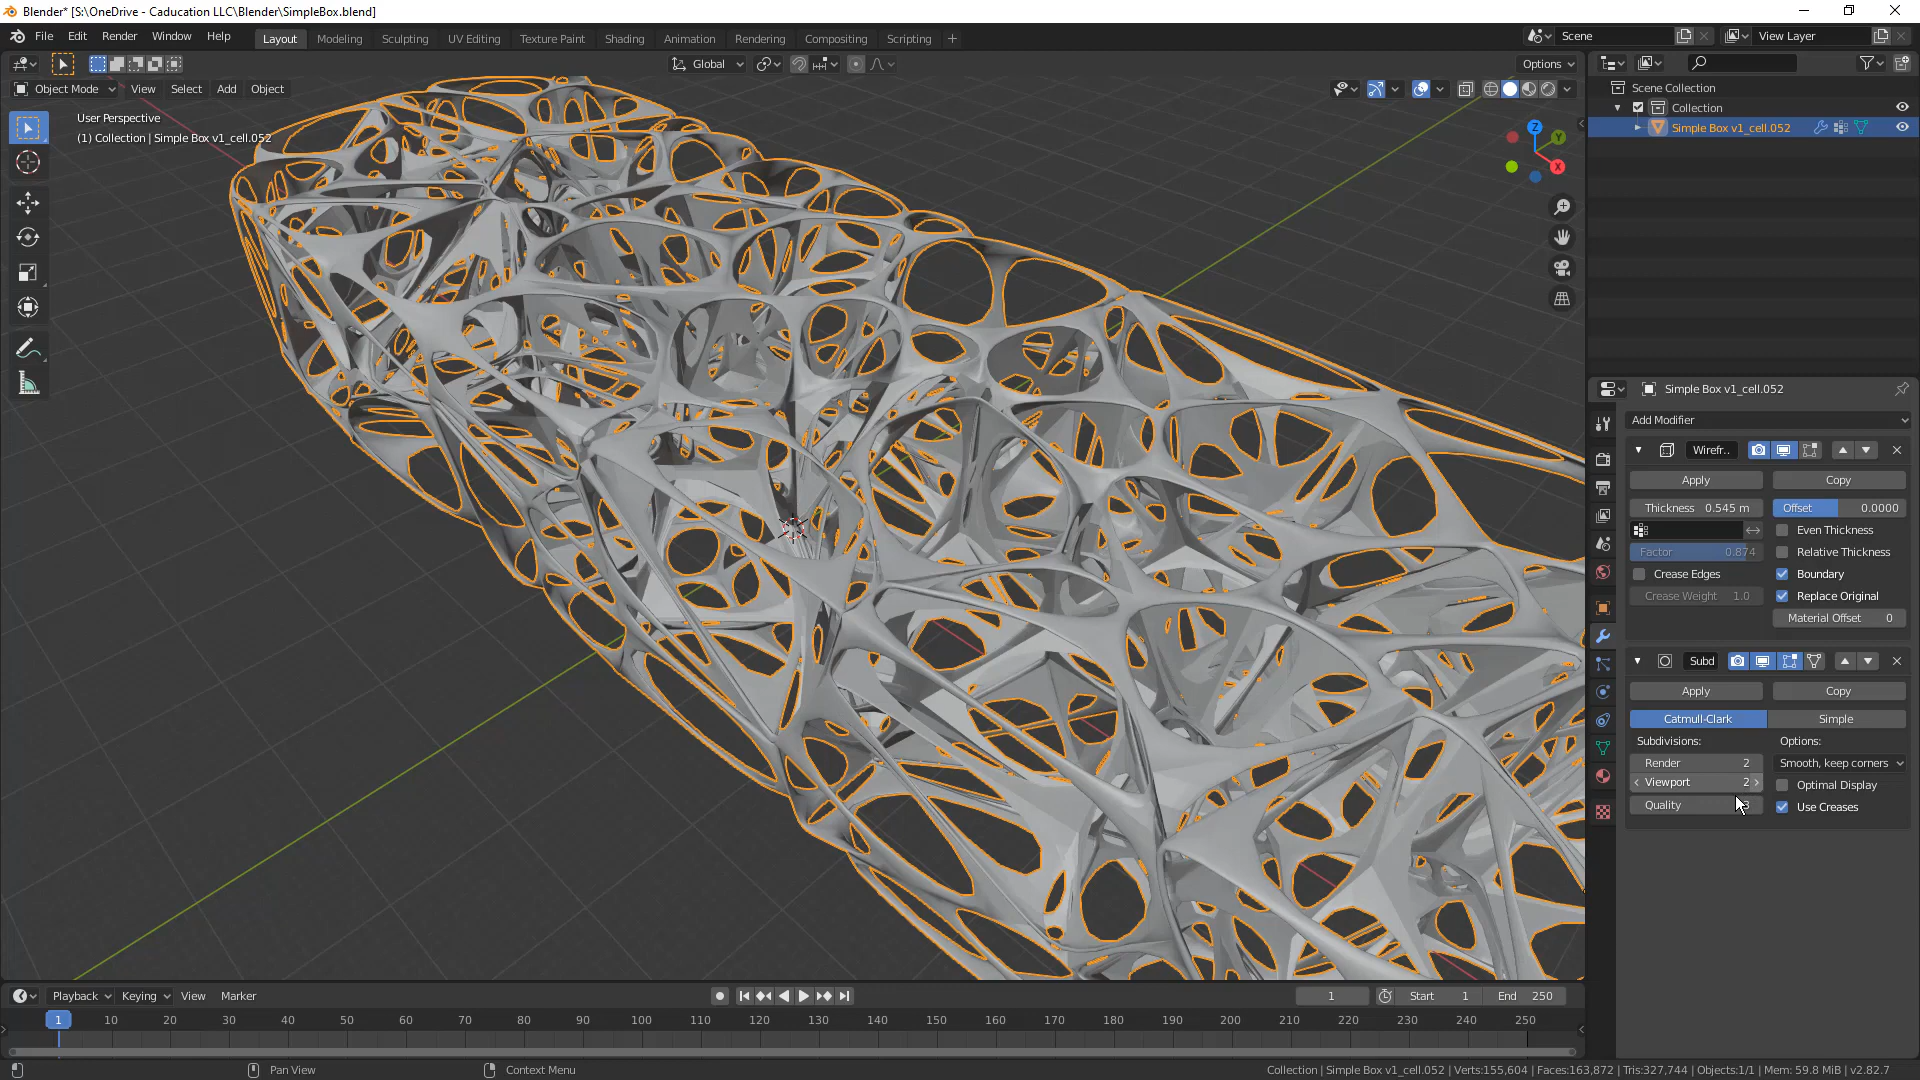 Blender* [S:\OneDrive - Caducation LLC\Blender\SimpleBox.blend]
File Edit Render Window Help
Layout Modeling Sculpting UV Editing Texture Paint Shading Animation Rendering Compositing Scripting +
Scene
View Layer
Global
Options
Object Mode View Select Add Object
User Perspective
(1) Collection | Simple Box v1_cell.052
Z
Y
X
Scene Collection
Collection
Simple Box v1_cell.052
Simple Box v1_cell.052
Add Modifier
Wirefr..
Apply Copy
Thickness 0.545 m Offset 0.0000
Even Thickness
Factor 0.874 Relative Thickness
Crease Edges Boundary
Crease Weight 1.0 Replace Original
Material Offset 0
Subd
Apply Copy
Catmull-Clark Simple
Subdivisions: Options:
Render 2 Smooth, keep corners
Viewport 2 Optimal Display
Quality 3 Use Creases
Playback Keying View Marker
1 Start 1 End 250
1 10 20 30 40 50 60 70 80 90 100 110 120 130 140 150 160 170 180 190 200 210 220 230 240 250
Pan View
Context Menu
Collection | Simple Box v1_cell.052 | Verts:155,604 | Faces:163,872 | Tris:327,744 | Objects:1/1 | Mem: 59.8 MiB | v2.82.7